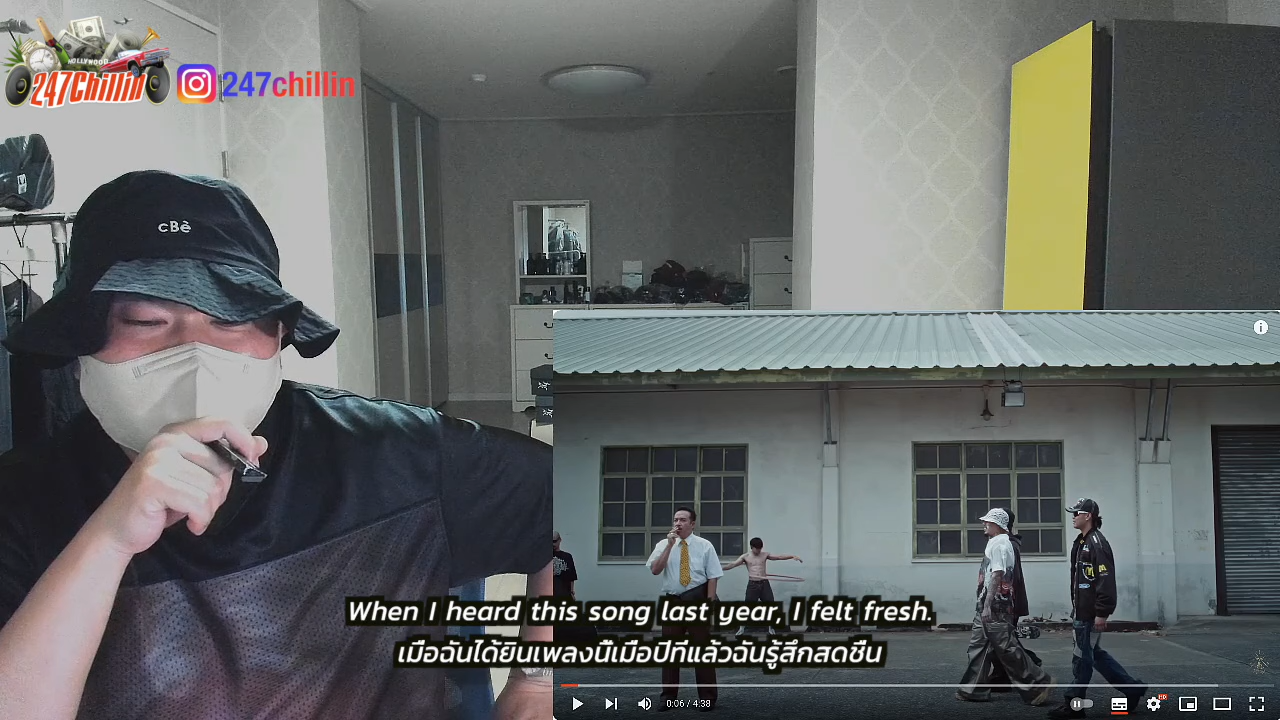 HOLLYWOOD
247Chillin
247chillin
cBè
When I heard this song last year, I felt fresh.
เมื่อฉันได้ยินเพลงนี้เมื่อปีที่แล้วฉันรู้สึกสดชื่น
0:06 / 4:38
HD